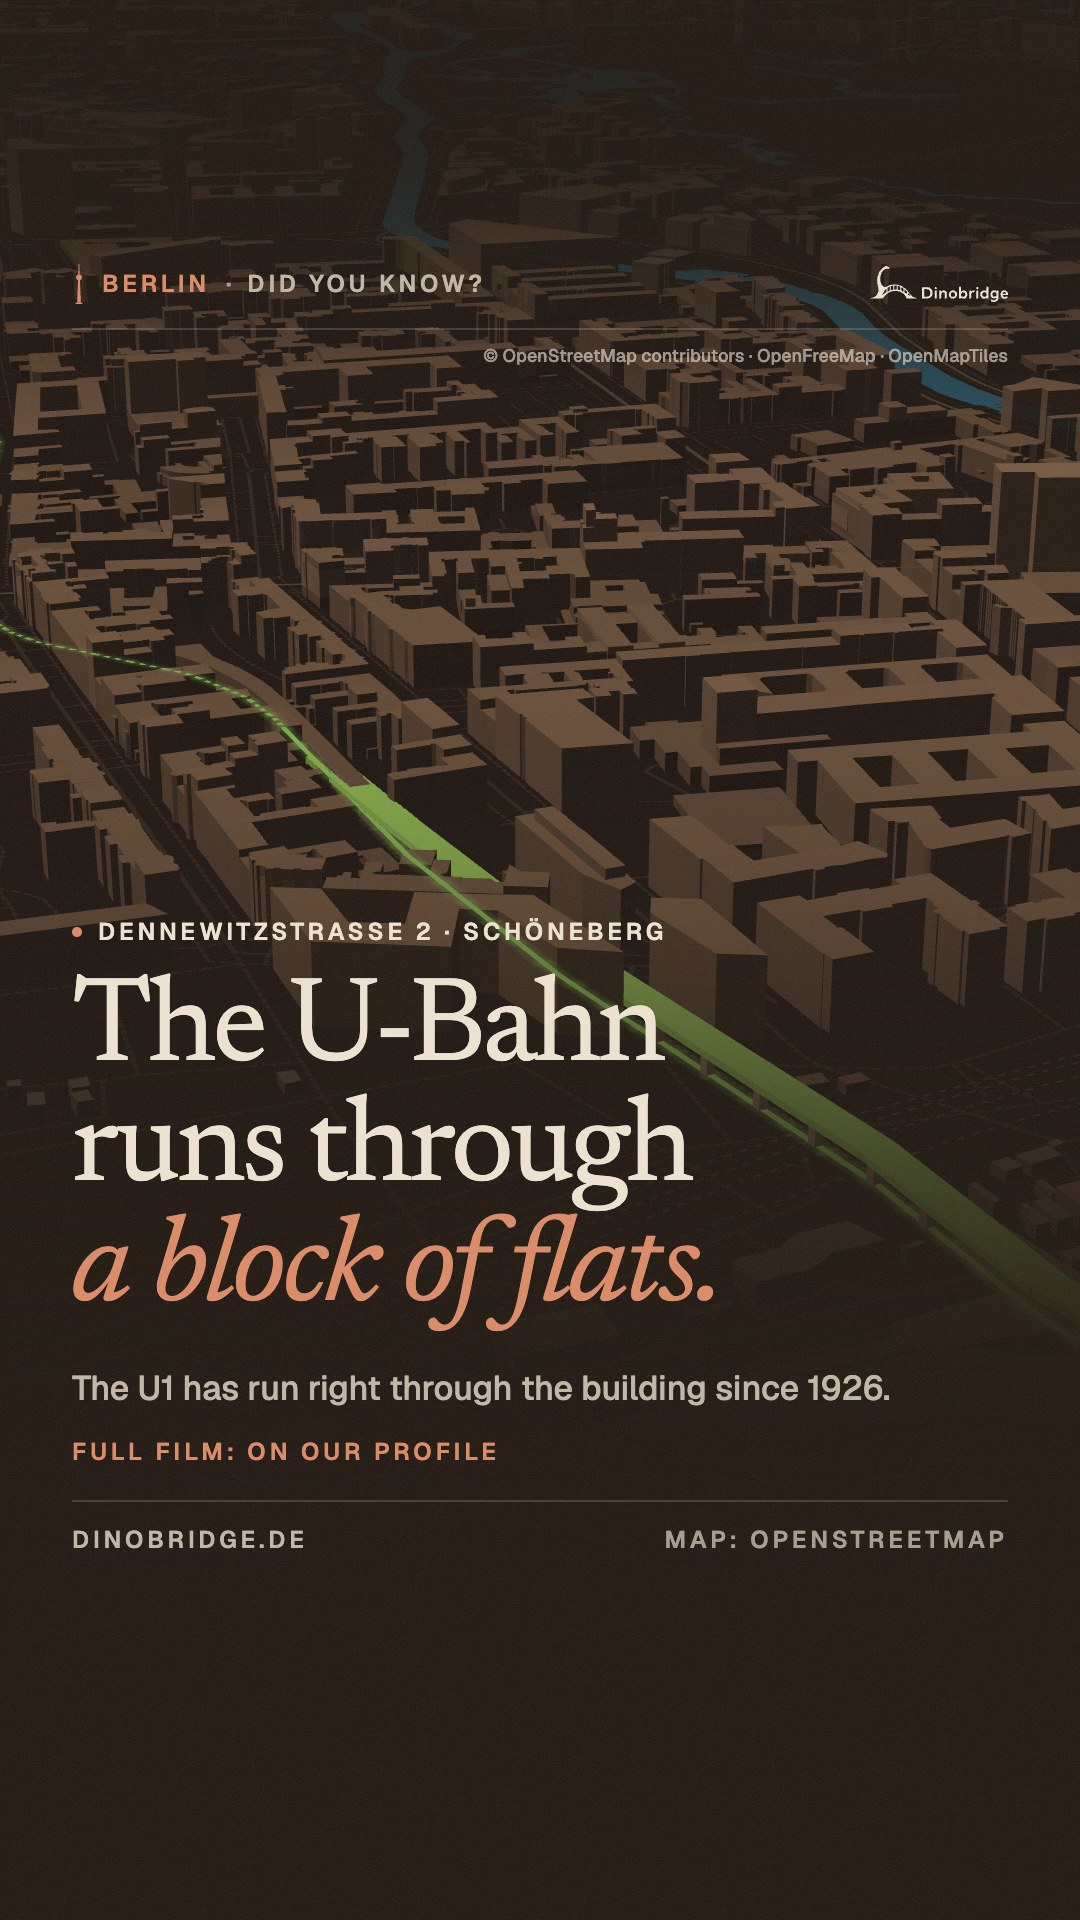 BERLIN · DID YOU KNOW?
Dinobridge
© OpenStreetMap contributors · OpenFreeMap · OpenMapTiles
DENNEWITZSTRASSE 2 · SCHÖNEBERG
The U-Bahn
runs through
a block of flats.
The U1 has run right through the building since 1926.
FULL FILM: ON OUR PROFILE
DINOBRIDGE.DE
MAP: OPENSTREETMAP